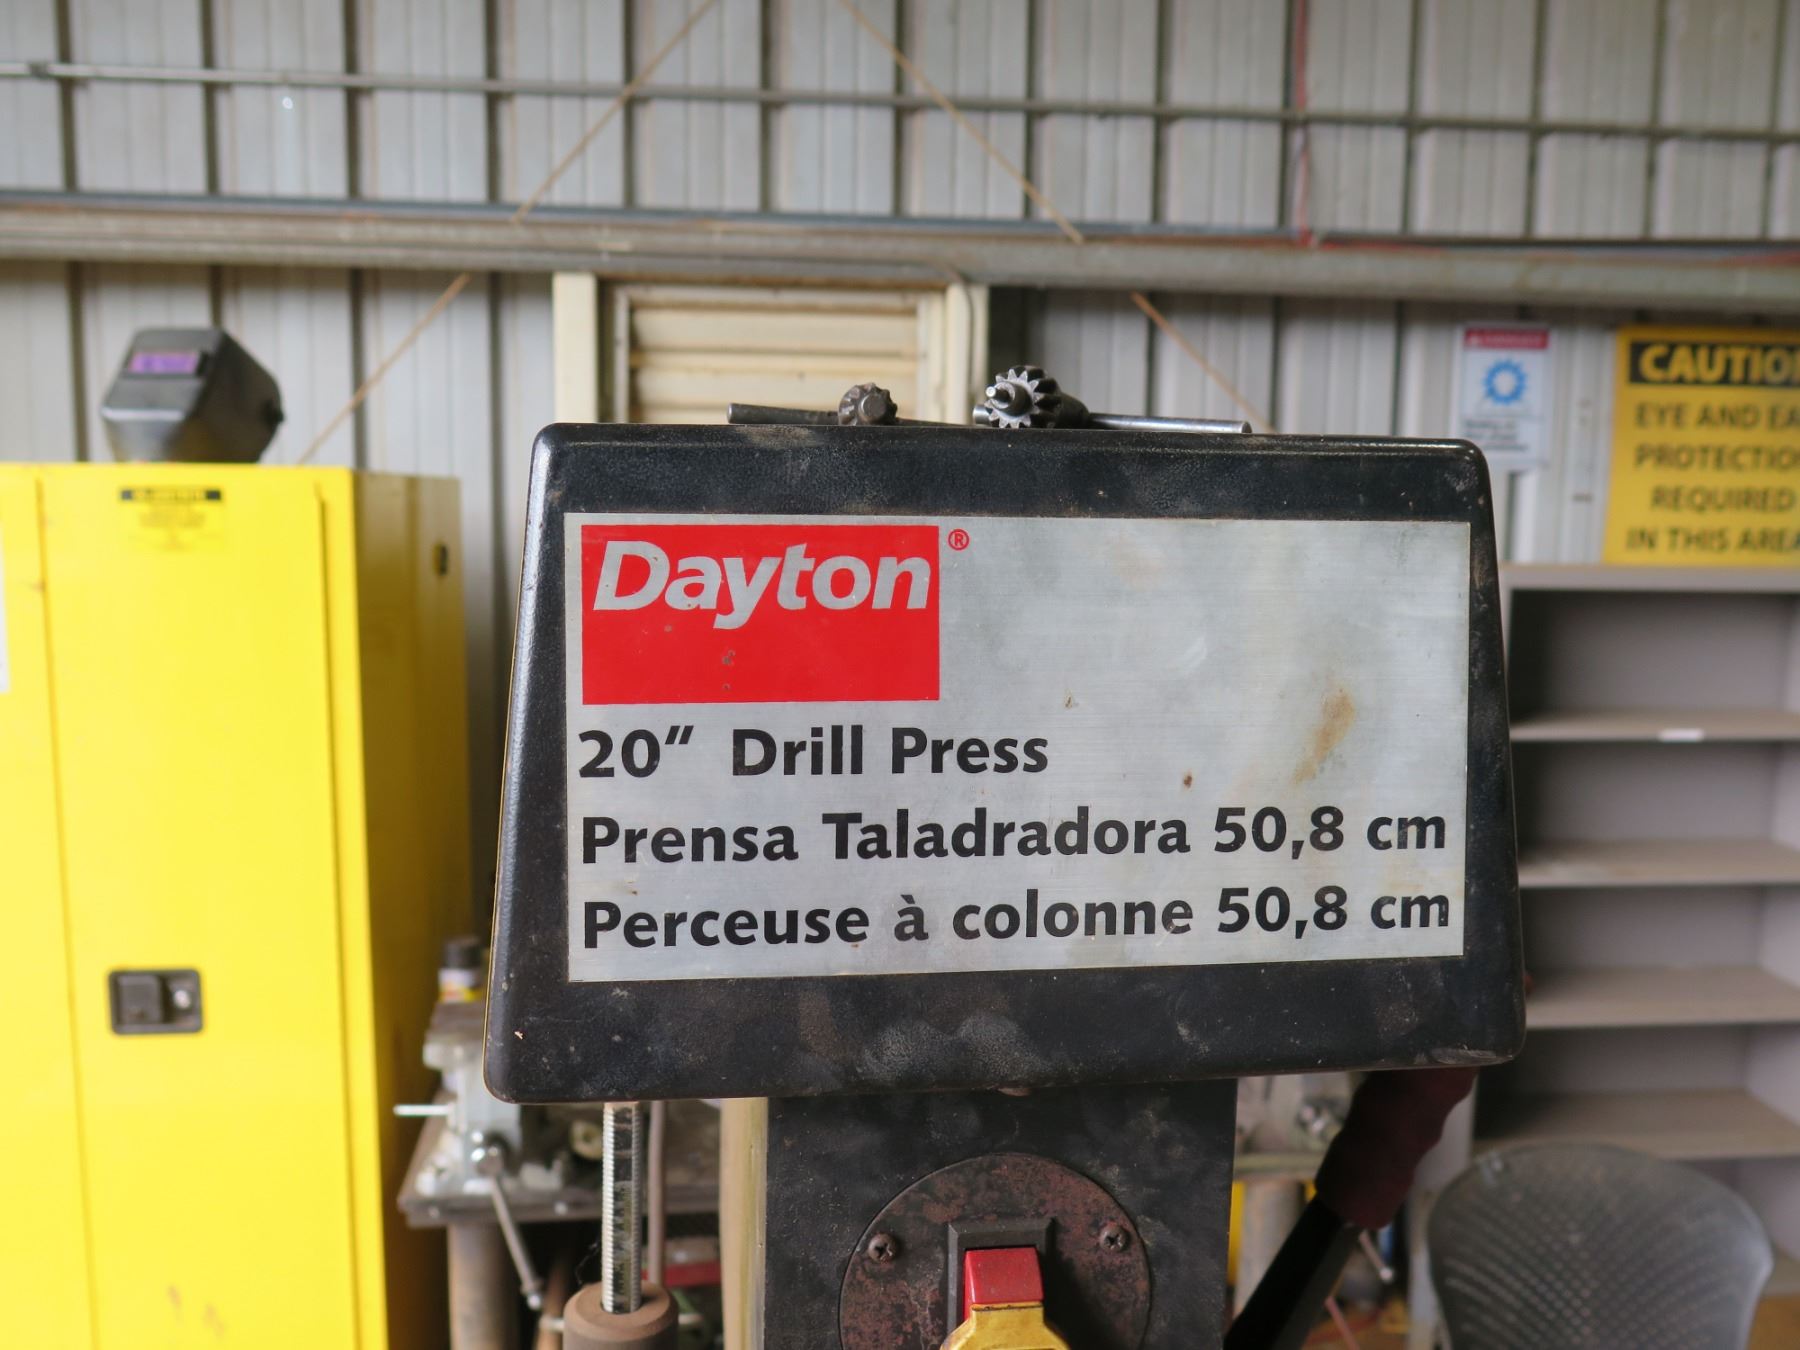 Dayton®
20" Drill Press
Prensa Taladradora 50,8 cm
Perceuse à colonne 50,8 cm
CAUTION
EYE AND EA
PROTECTIO
REQUIRED
IN THIS AREA